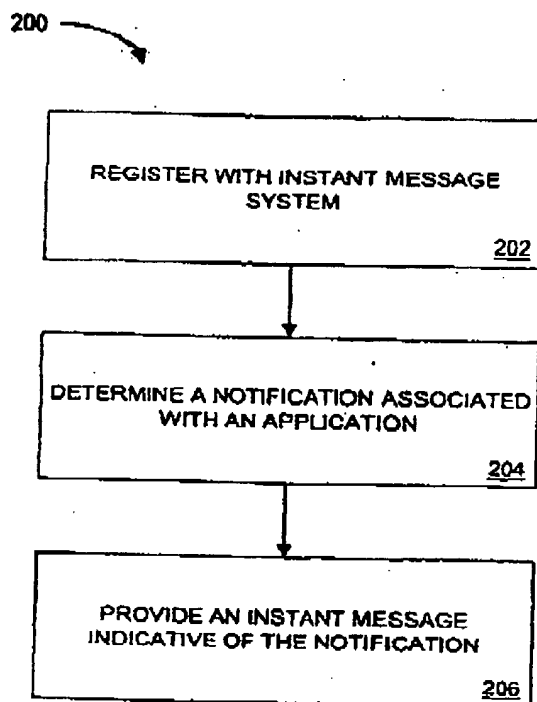 200
REGISTER WITH INSTANT MESSAGE
SYSTEM
202
DETERMINE A NOTIFICATION ASSOCIATED
WITH AN APPLICATION
204
PROVIDE AN INSTANT MESSAGE
INDICATIVE OF THE NOTIFICATION
206